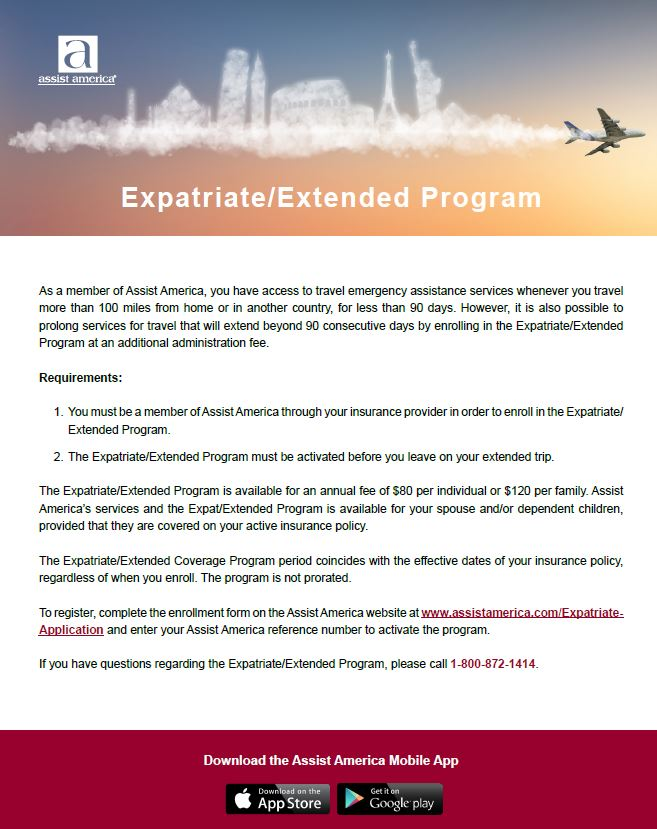 a
assist america®
Expatriate/Extended Program
As a member of Assist America, you have access to travel emergency assistance services whenever you travel
more than 100 miles from home or in another country, for less than 90 days. However, it is also possible to
prolong services for travel that will extend beyond 90 consecutive days by enrolling in the Expatriate/Extended
Program at an additional administration fee.
Requirements:
1. You must be a member of Assist America through your insurance provider in order to enroll in the Expatriate/
Extended Program.
2. The Expatriate/Extended Program must be activated before you leave on your extended trip.
The Expatriate/Extended Program is available for an annual fee of $80 per individual or $120 per family. Assist
America's services and the Expat/Extended Program is available for your spouse and/or dependent children,
provided that they are covered on your active insurance policy.
The Expatriate/Extended Coverage Program period coincides with the effective dates of your insurance policy,
regardless of when you enroll. The program is not prorated.
To register, complete the enrollment form on the Assist America website at www.assistamerica.com/Expatriate-
Application and enter your Assist America reference number to activate the program.
If you have questions regarding the Expatriate/Extended Program, please call 1-800-872-1414.
Download the Assist America Mobile App
Download on the
App Store
Get it on
Google play